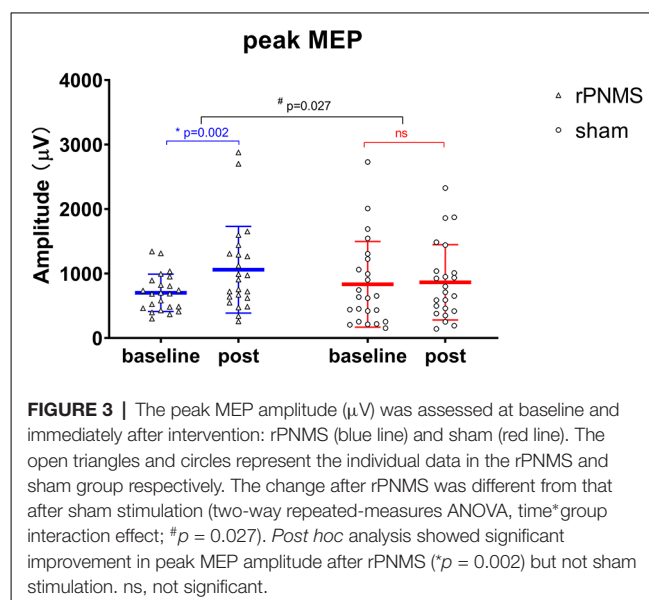 peak MEP
4000
3000
2000
1000
0
Amplitude (μV)
# p=0.027
* p=0.002
ns
rPNMS
sham
baseline post baseline post
FIGURE 3 | The peak MEP amplitude (μV) was assessed at baseline and
immediately after intervention: rPNMS (blue line) and sham (red line). The
open triangles and circles represent the individual data in the rPNMS and
sham group respectively. The change after rPNMS was different from that
after sham stimulation (two-way repeated-measures ANOVA, time*group
interaction effect; #p = 0.027). Post hoc analysis showed significant
improvement in peak MEP amplitude after rPNMS (*p = 0.002) but not sham
stimulation. ns, not significant.